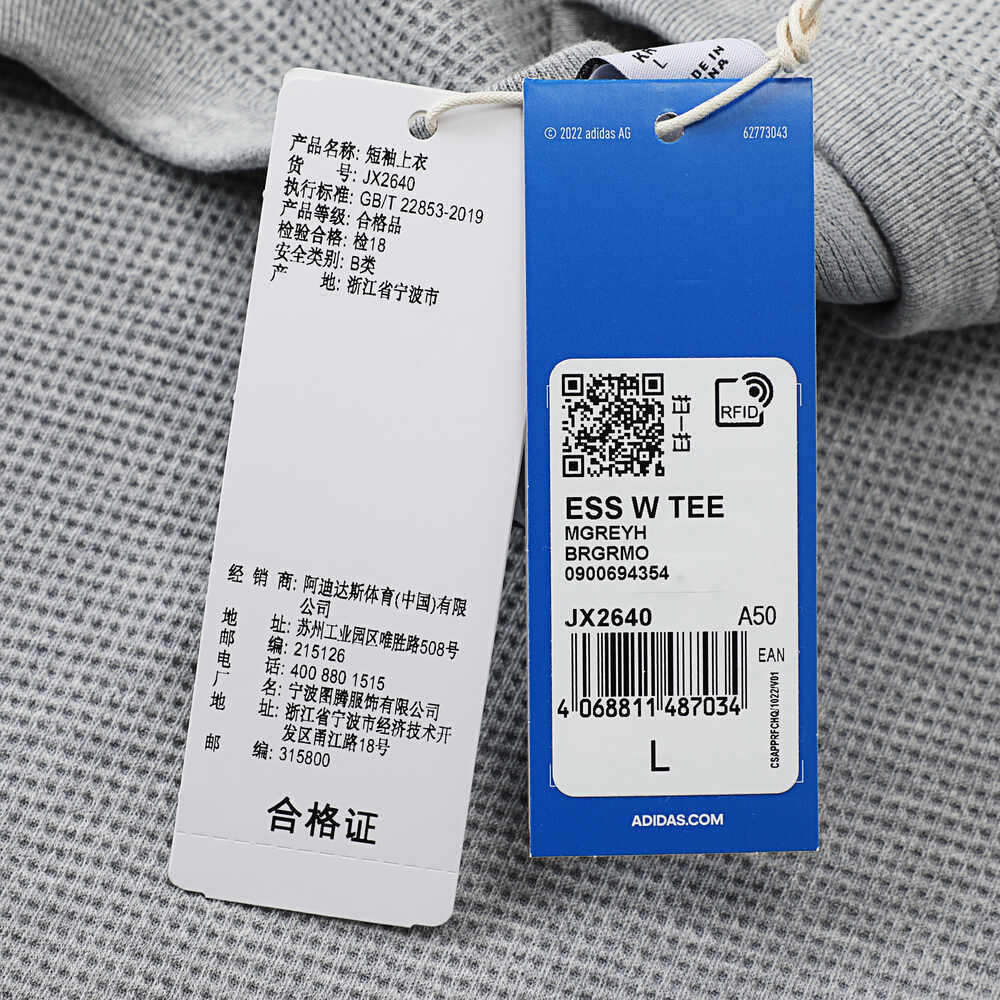 产品名称: 短袖上衣
货 号: JX2640
执行标准: GB/T 22853-2019
产品等级: 合格品
检验合格: 检18
安全类别: B类
产 地: 浙江省宁波市
经 销 商: 阿迪达斯体育(中国)有限
公司
地 址: 苏州工业园区唯胜路508号
邮 编: 215126
电 话: 400 880 1515
厂 名: 宁波图腾服饰有限公司
地 址: 浙江省宁波市经济技术开
发区甬江路18号
邮 编: 315800
合格证
L
DE IN
© 2022 adidas AG
62773043
扫一扫
RFID
ESS W TEE
MGREYH
BRGRMO
0900694354
JX2640 A50
EAN
4 068811 487034
CSAPPRFCHQ/1022/V01
L
ADIDAS.COM